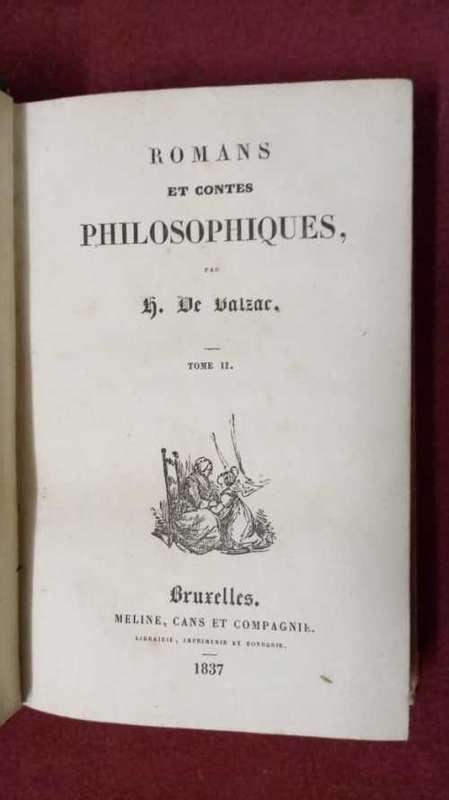 ROMANS
ET CONTES
PHILOSOPHIQUES,
PAR
H. De Balzac.
TOME II.
Bruxelles.
MELINE, CANS ET COMPAGNIE.
LIBRAIRIE, IMPRIMERIE ET FONDERIE.
1837